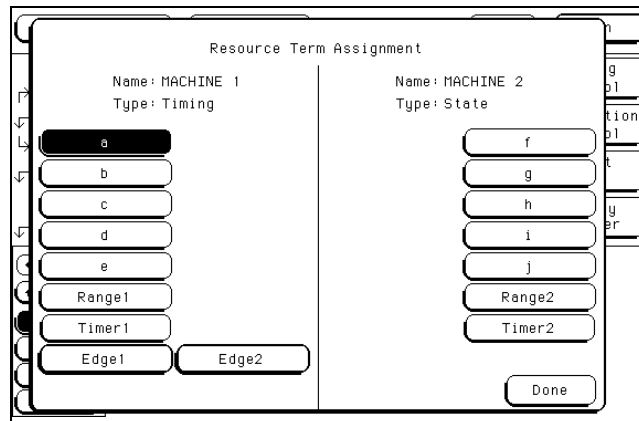 Resource Term Assignment
Name: MACHINE 1
Type: Timing
a
b
c
d
e
Range1
Timer1
Edge1 Edge2
Name: MACHINE 2
Type: State
f
g
h
i
j
Range2
Timer2
Done